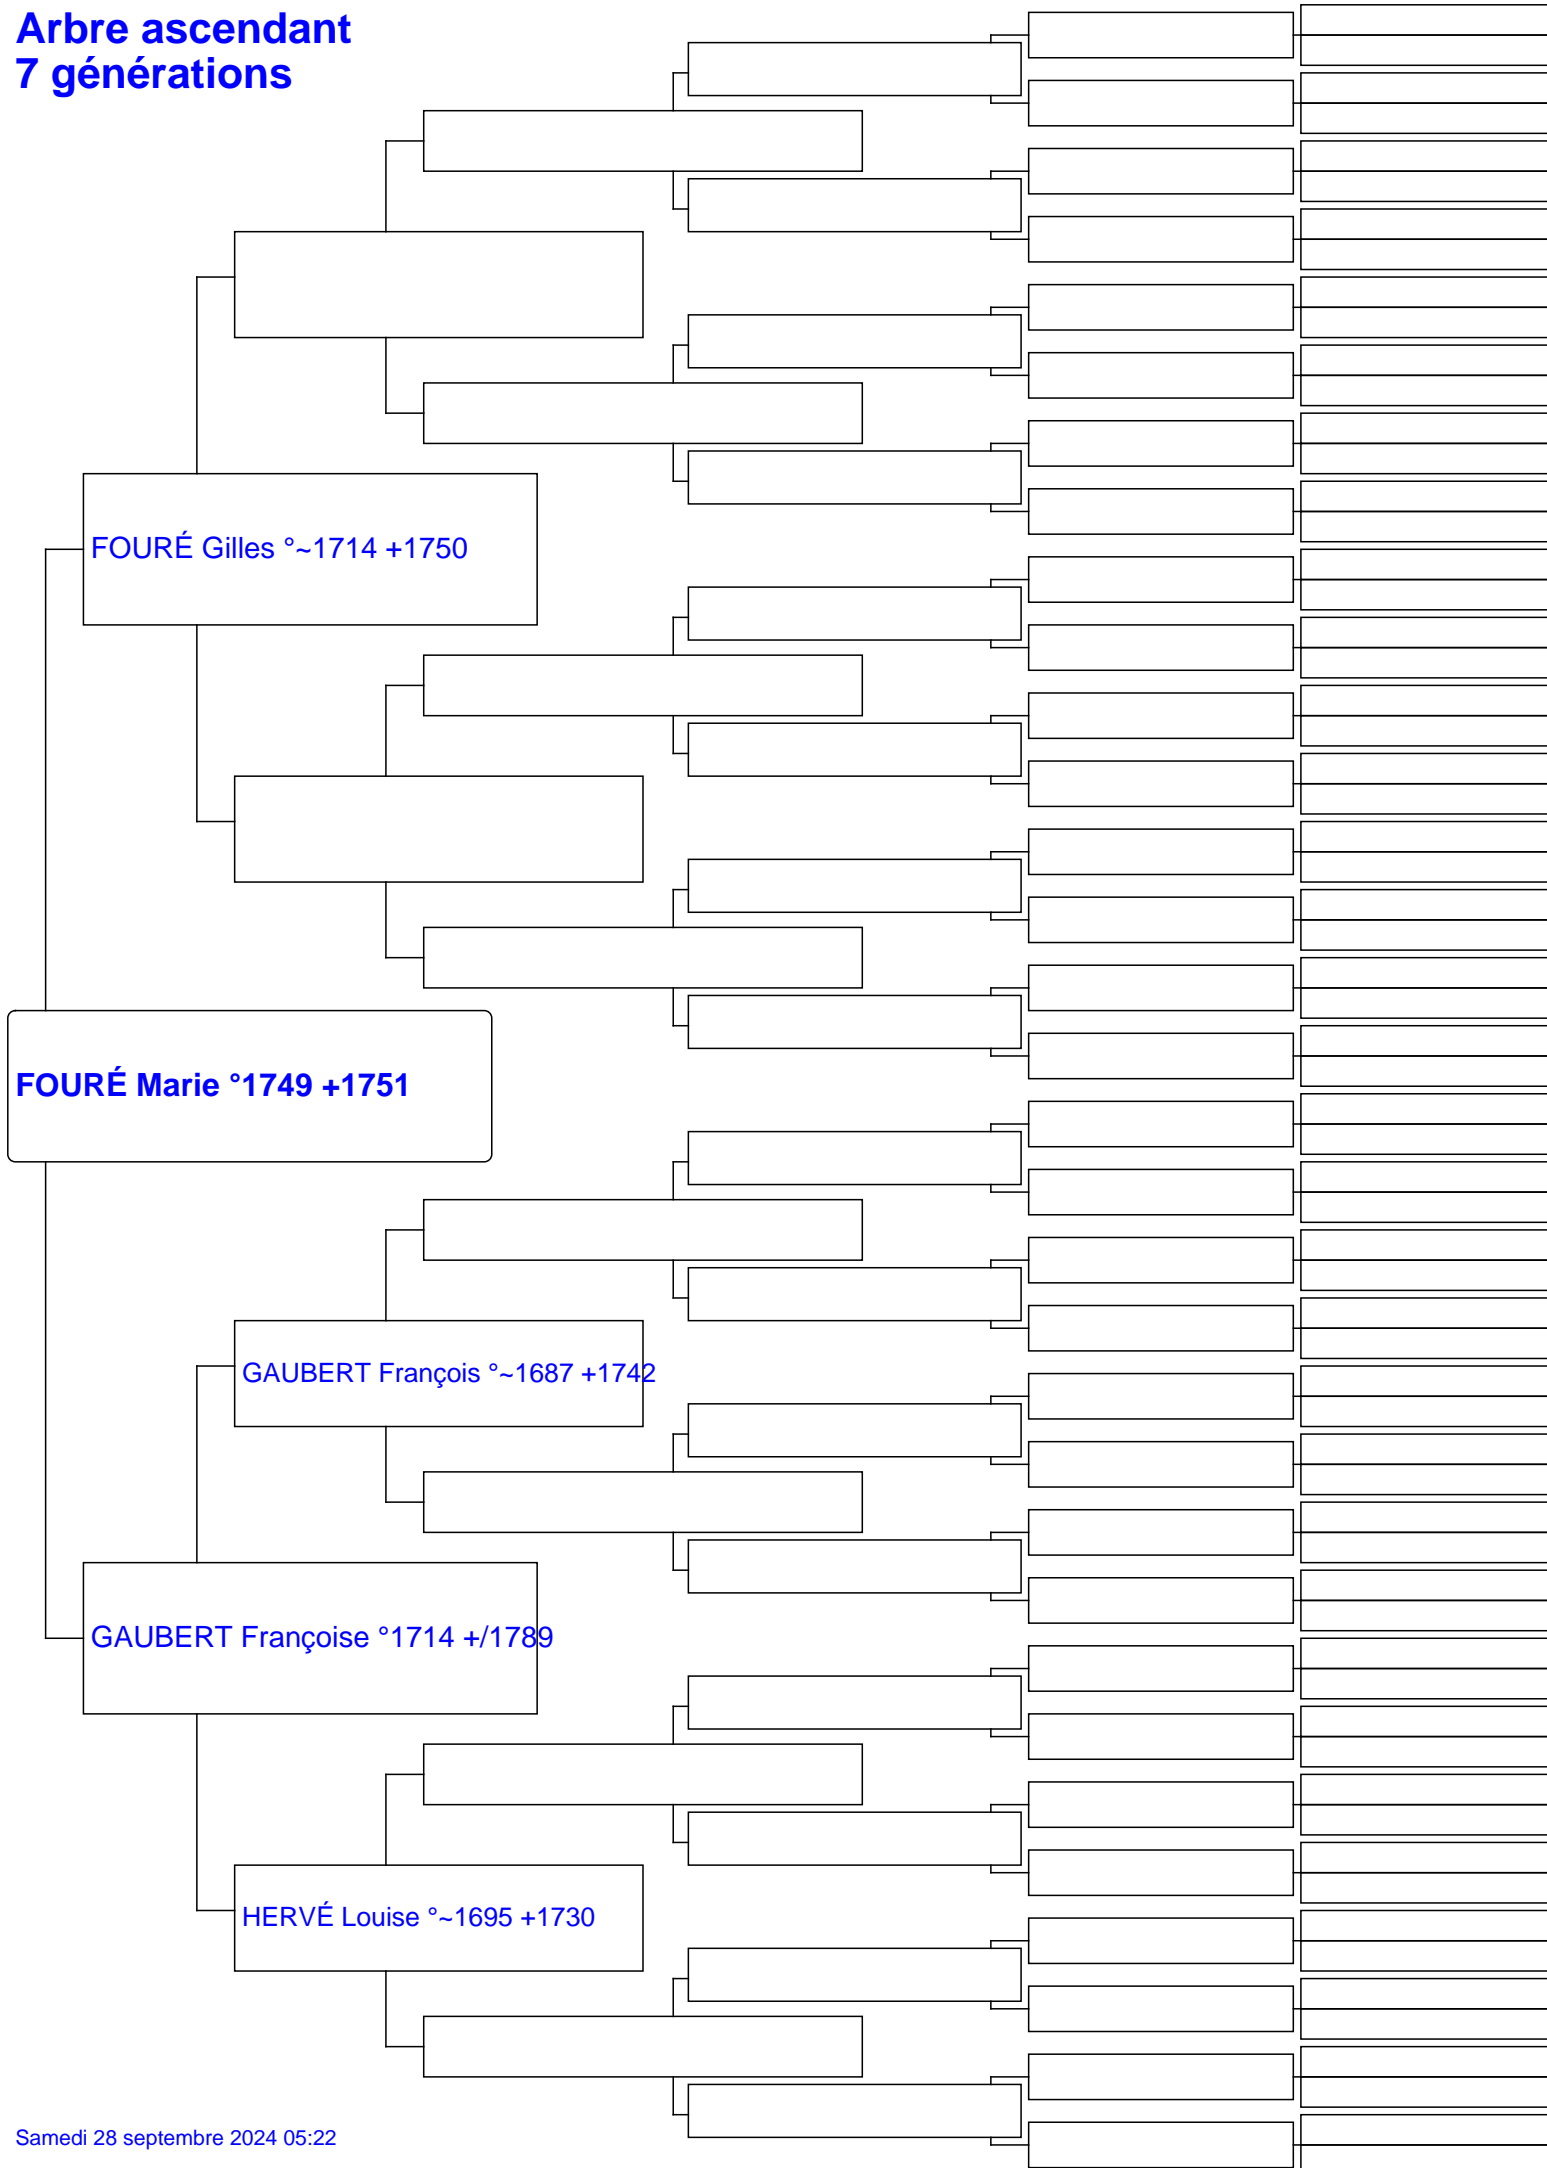 Arbre ascendant
7 générations
FOURÉ Gilles °~1714 +1750
FOURÉ Marie °1749 +1751
GAUBERT François °~1687 +1742
GAUBERT Françoise °1714 +/1789
HERVÉ Louise °~1695 +1730
Samedi 28 septembre 2024 05:22